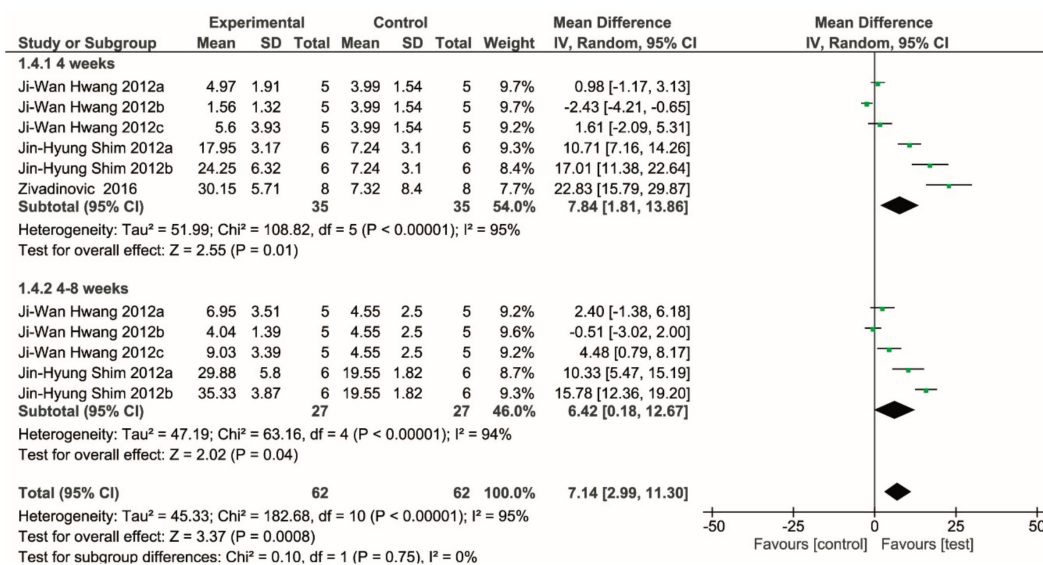 Experimental Control Mean Difference Mean Difference
Study or Subgroup Mean SD Total Mean SD Total Weight IV, Random, 95% CI IV, Random, 95% CI
1.4.1 4 weeks
Ji-Wan Hwang 2012a 4.97 1.91 5 3.99 1.54 5 9.7% 0.98 [-1.17, 3.13]
Ji-Wan Hwang 2012b 1.56 1.32 5 3.99 1.54 5 9.7% -2.43 [-4.21, -0.65]
Ji-Wan Hwang 2012c 5.6 3.93 5 3.99 1.54 5 9.2% 1.61 [-2.09, 5.31]
Jin-Hyung Shim 2012a 17.95 3.17 6 7.24 3.1 6 9.3% 10.71 [7.16, 14.26]
Jin-Hyung Shim 2012b 24.25 6.32 6 7.24 3.1 6 8.4% 17.01 [11.38, 22.64]
Zivadinovic 2016 30.15 5.71 8 7.32 8.4 8 7.7% 22.83 [15.79, 29.87]
Subtotal (95% CI) 35 35 54.0% 7.84 [1.81, 13.86]
Heterogeneity: Tau² = 51.99; Chi² = 108.82, df = 5 (P < 0.00001); I² = 95%
Test for overall effect: Z = 2.55 (P = 0.01)
1.4.2 4-8 weeks
Ji-Wan Hwang 2012a 6.95 3.51 5 4.55 2.5 5 9.2% 2.40 [-1.38, 6.18]
Ji-Wan Hwang 2012b 4.04 1.39 5 4.55 2.5 5 9.6% -0.51 [-3.02, 2.00]
Ji-Wan Hwang 2012c 9.03 3.39 5 4.55 2.5 5 9.2% 4.48 [0.79, 8.17]
Jin-Hyung Shim 2012a 29.88 5.8 6 19.55 1.82 6 8.7% 10.33 [5.47, 15.19]
Jin-Hyung Shim 2012b 35.33 3.87 6 19.55 1.82 6 9.3% 15.78 [12.36, 19.20]
Subtotal (95% CI) 27 27 46.0% 6.42 [0.18, 12.67]
Heterogeneity: Tau² = 47.19; Chi² = 63.16, df = 4 (P < 0.00001); I² = 94%
Test for overall effect: Z = 2.02 (P = 0.04)
Total (95% CI) 62 62 100.0% 7.14 [2.99, 11.30]
Heterogeneity: Tau² = 45.33; Chi² = 182.68, df = 10 (P < 0.00001); I² = 95%
Test for overall effect: Z = 3.37 (P = 0.0008)
Test for subgroup differences: Chi² = 0.10, df = 1 (P = 0.75), I² = 0%
-50 -25 0 25 50
Favours [control] Favours [test]